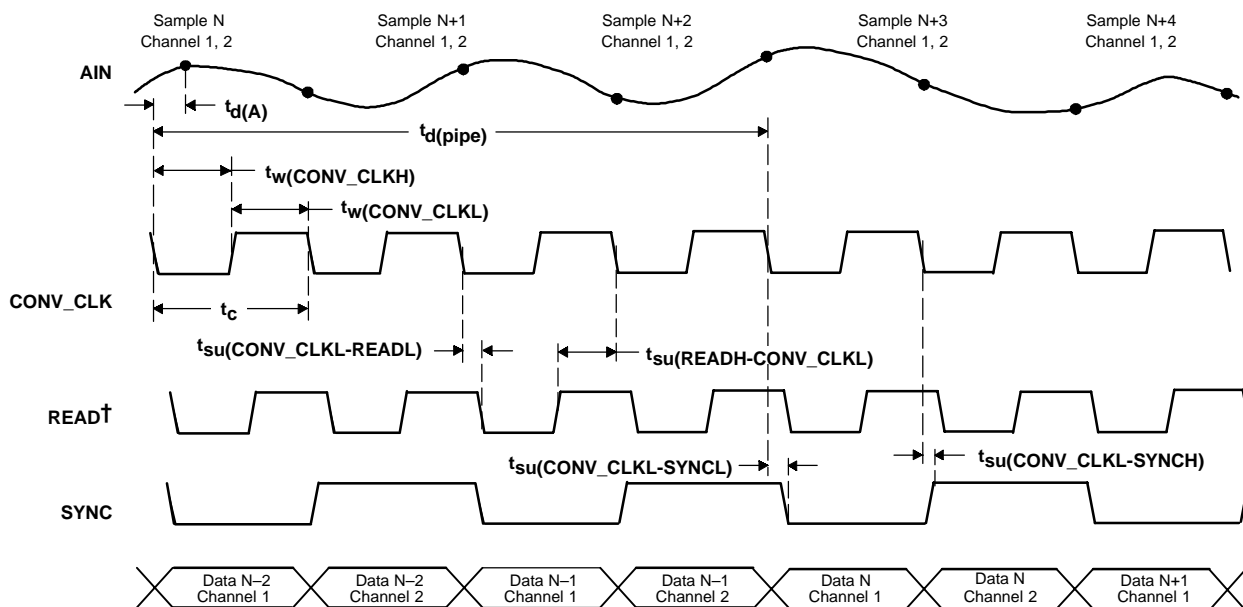 Sample N
Channel 1, 2
Sample N+1
Channel 1, 2
Sample N+2
Channel 1, 2
Sample N+3
Channel 1, 2
Sample N+4
Channel 1, 2
AIN
td(A)
td(pipe)
tw(CONV_CLKH)
tw(CONV_CLKL)
CONV_CLK
tc
tsu(CONV_CLKL-READL)
tsu(READH-CONV_CLKL)
READ†
tsu(CONV_CLKL-SYNCL)
tsu(CONV_CLKL-SYNCH)
SYNC
Data N–2
Channel 1
Data N–2
Channel 2
Data N–1
Channel 1
Data N–1
Channel 2
Data N
Channel 1
Data N
Channel 2
Data N+1
Channel 1